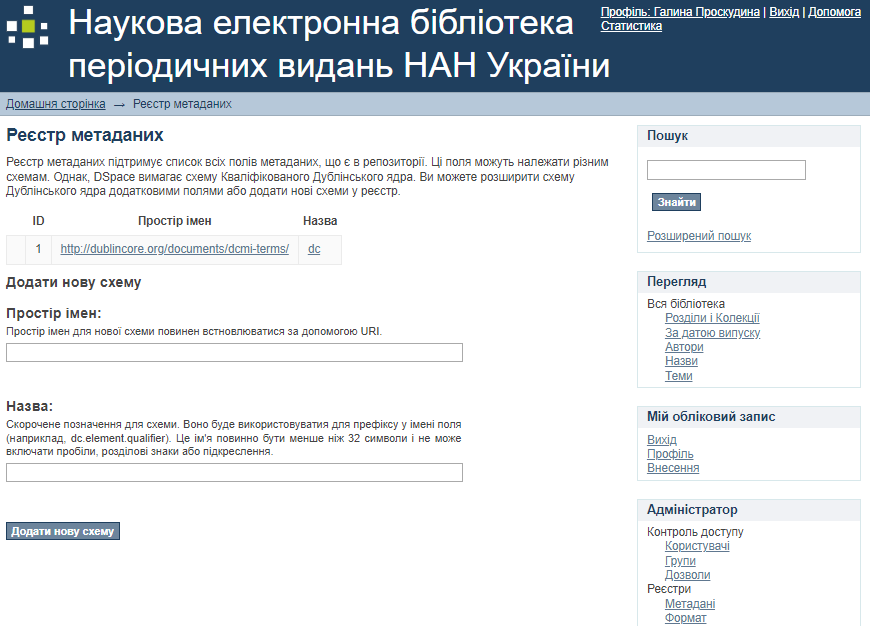 Наукова електронна бібліотека
періодичних видань НАН України
Профіль: Галина Проскудина | Вихід | Допомога
Статистика
Домашня сторінка → Реєстр метаданих
Реєстр метаданих
Реєстр метаданих підтримує список всіх полів метаданих, що є в репозиторії. Ці поля можуть належати різним
схемам. Однак, DSpace вимагає схему Кваліфікованого Дублінського ядра. Ви можете розширити схему
Дублінського ядра додатковими полями або додати нові схеми у реєстр.
ID Простір імен Назва
1 http://dublincore.org/documents/dcmi-terms/ dc
Додати нову схему
Простір імен:
Простір імен для нової схеми повинен встновлюватися за допомогою URI.
Назва:
Скорочене позначення для схеми. Воно буде використовуватия для префіксу у імені поля
(наприклад, dc.element.qualifier). Це ім'я повинно бути менше ніж 32 символи і не може
включати пробіли, розділові знаки або підкреслення.
Додати нову схему
Пошук
Знайти
Розширений пошук
Перегляд
Вся бібліотека
Розділи і Колекції
За датою випуску
Автори
Назви
Теми
Мій обліковий запис
Вихід
Профіль
Внесення
Адміністратор
Контроль доступу
Користувачі
Групи
Дозволи
Реєстри
Метадані
Формат